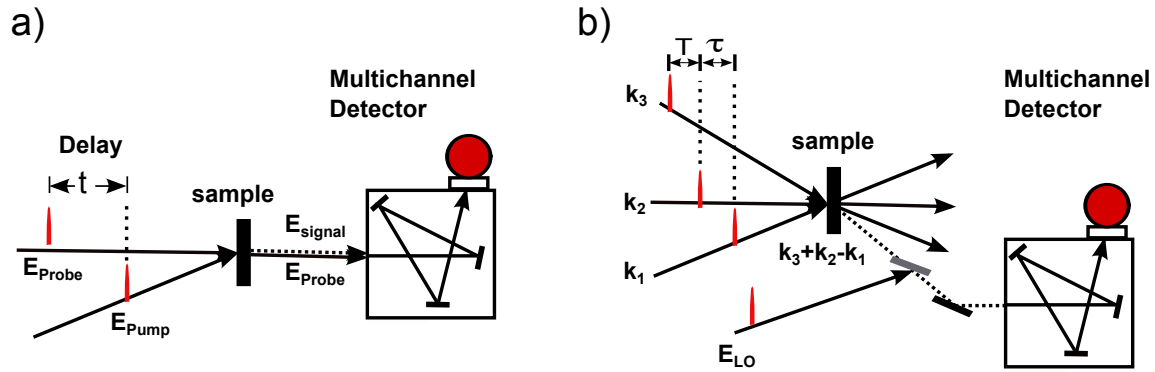 a)
Multichannel
Detector
Delay
t
sample
E_signal
E_Probe
E_Probe
E_Pump
b)
T τ
k_3
Multichannel
Detector
sample
k_2
k_3+k_2-k_1
k_1
E_LO